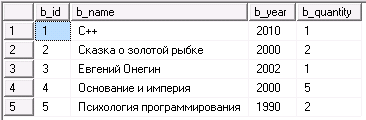 b_id b_name b_year b_quantity
1 1 C++ 2010 1
2 2 Сказка о золотой рыбке 2000 2
3 3 Евгений Онегин 2002 1
4 4 Основание и империя 2000 5
5 5 Психология программирования 1990 2